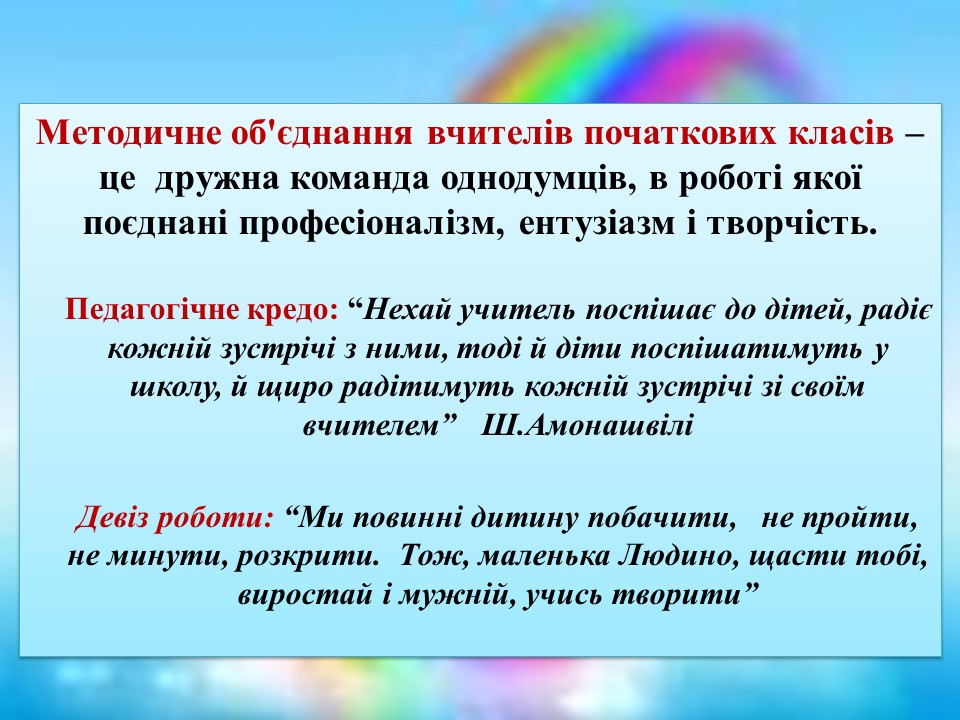 Методичне об'єднання вчителів початкових класів –
це дружна команда однодумців, в роботі якої
поєднані професіоналізм, ентузіазм і творчість.
Педагогічне кредо: “Нехай учитель поспішає до дітей, радіє
кожній зустрічі з ними, тоді й діти поспішатимуть у
школу, й щиро радітимуть кожній зустрічі зі своїм
вчителем” Ш.Амонашвілі
Девіз роботи: “Ми повинні дитину побачити, не пройти,
не минути, розкрити. Тож, маленька Людино, щасти тобі,
виростай і мужній, учись творити”